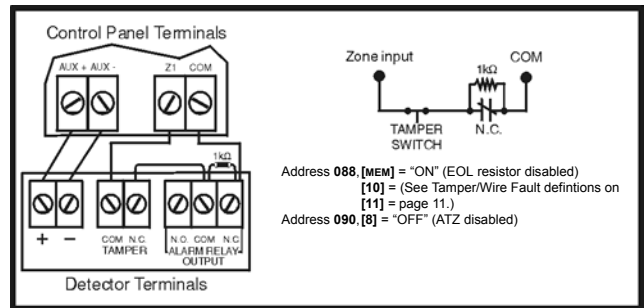 Control Panel Terminals
AUX + AUX - Z1 COM
1kΩ
+ - COM N.C. N.O. COM N.C.
TAMPER ALARM RELAY
OUTPUT
Detector Terminals
Zone input COM
1kΩ
TAMPER N.C.
SWITCH
Address 088, [MEM] = “ON” (EOL resistor disabled)
[10] = (See Tamper/Wire Fault defintions on
[11] = page 11.)
Address 090, [8] = “OFF” (ATZ disabled)